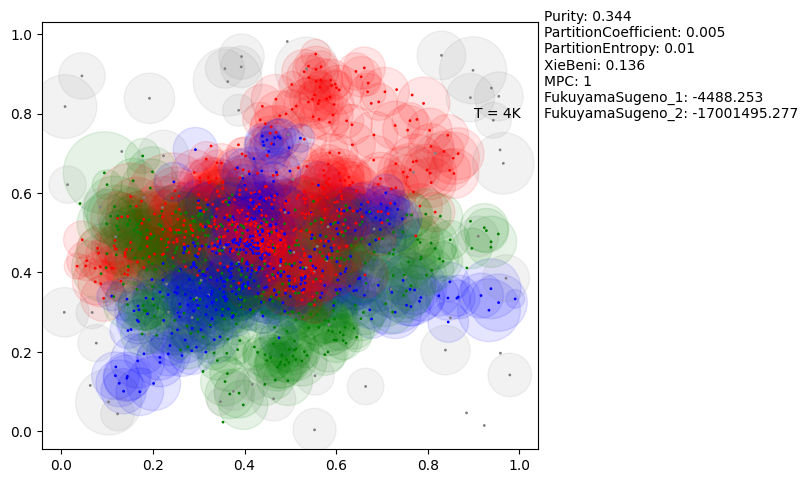 Purity: 0.344
PartitionCoefficient: 0.005
PartitionEntropy: 0.01
XieBeni: 0.136
MPC: 1
FukuyamaSugeno_1: -4488.253
FukuyamaSugeno_2: -17001495.277
T = 4K
1.0
0.8
0.6
0.4
0.2
0.0
0.0 0.2 0.4 0.6 0.8 1.0